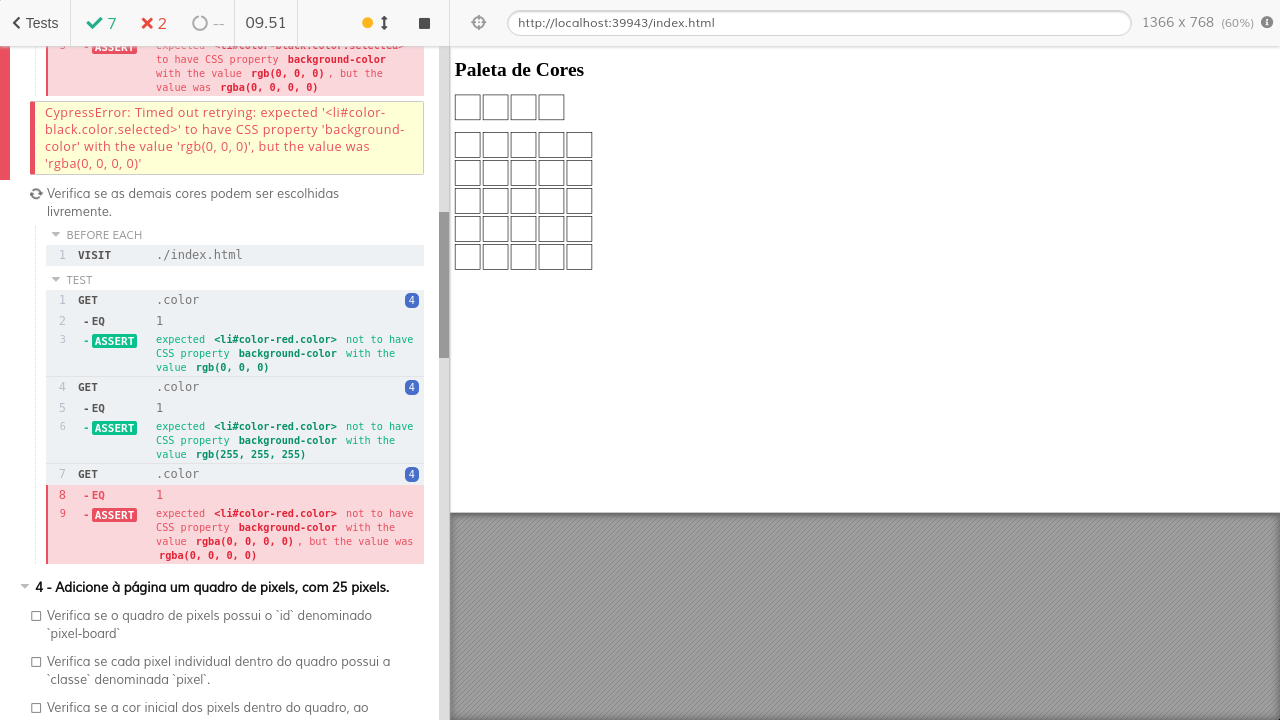 Tests
7
2
--
09.51
http://localhost:39943/index.html
1366 x 768 (60%)
- ASSERT expected <li#color-black.color.selected>
to have CSS property background-color
with the value rgb(0, 0, 0), but the
value was rgba(0, 0, 0, 0)
CypressError: Timed out retrying: expected '<li#color-
black.color.selected>' to have CSS property 'background-
color' with the value 'rgb(0, 0, 0)', but the value was
'rgba(0, 0, 0, 0)'
Verifica se as demais cores podem ser escolhidas
livremente.
BEFORE EACH
1 VISIT ./index.html
TEST
1 GET .color 4
2 - EQ 1
3 - ASSERT expected <li#color-red.color> not to have
CSS property background-color with the
value rgb(0, 0, 0)
4 GET .color 4
5 - EQ 1
6 - ASSERT expected <li#color-red.color> not to have
CSS property background-color with the
value rgb(255, 255, 255)
7 GET .color 4
8 - EQ 1
9 - ASSERT expected <li#color-red.color> not to have
CSS property background-color with the
value rgba(0, 0, 0, 0), but the value was
rgba(0, 0, 0, 0)
4 - Adicione à página um quadro de pixels, com 25 pixels.
Verifica se o quadro de pixels possui o `id` denominado
`pixel-board`
Verifica se cada pixel individual dentro do quadro possui a
`classe` denominada `pixel`.
Verifica se a cor inicial dos pixels dentro do quadro, ao
Paleta de Cores